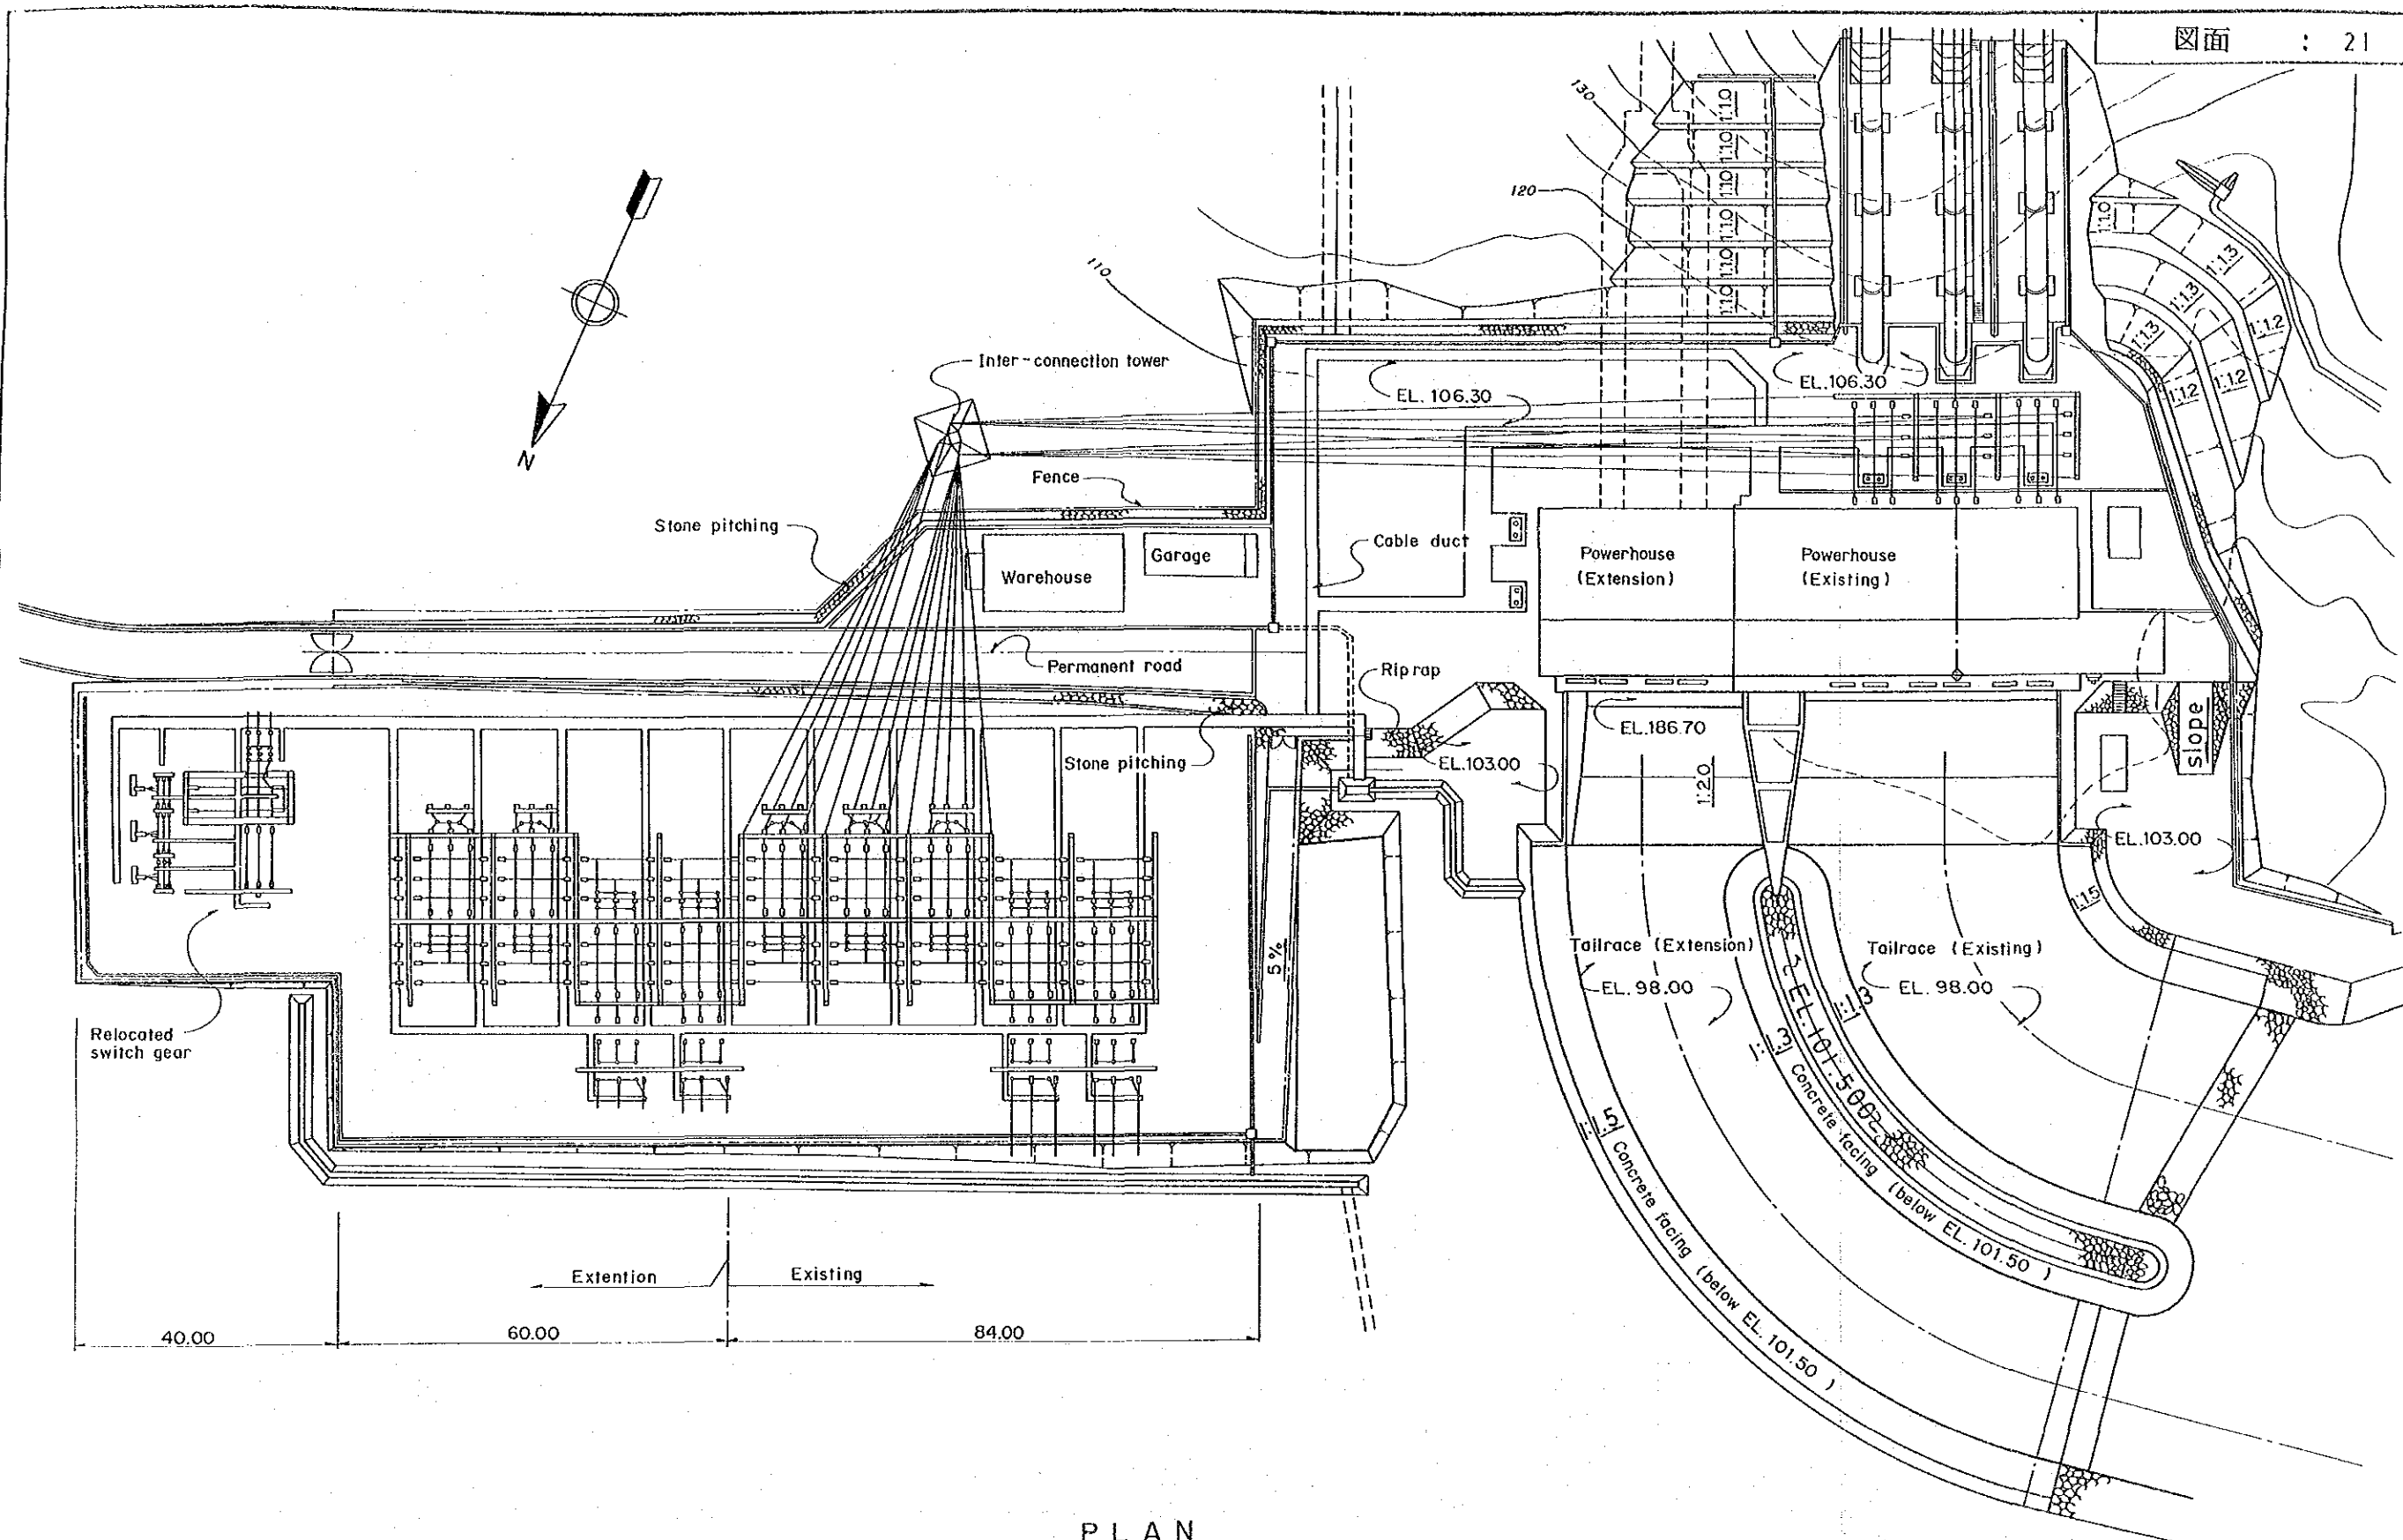 図面 : 21
130
1:1.0
1:1.0
1:1.0
1:1.0
1:1.0
1:1.0
120
110
1:1.0
1:1.3
1:1.3
1:1.3
1:1.2
1:1.2
1:1.2
Inter-connection tower
EL. 106.30
EL.106.30
N
Fence
Stone pitching
Warehouse
Garage
Cable duct
Powerhouse
(Extension)
Powerhouse
(Existing)
Permanent road
Rip rap
EL.186.70
Stone pitching
EL.103.00
1:2.0
slope
EL.103.00
1:1.5
5%
Tailrace (Extension)
EL. 98.00
Tailrace (Existing)
EL. 98.00
Relocated
switch gear
EL.101.500
1:1.3
1:1.3
Concrete facing (below EL. 101.50 )
1:1.5
Concrete facing (below EL. 101.50 )
Extention
Existing
40.00
60.00
84.00
PLAN